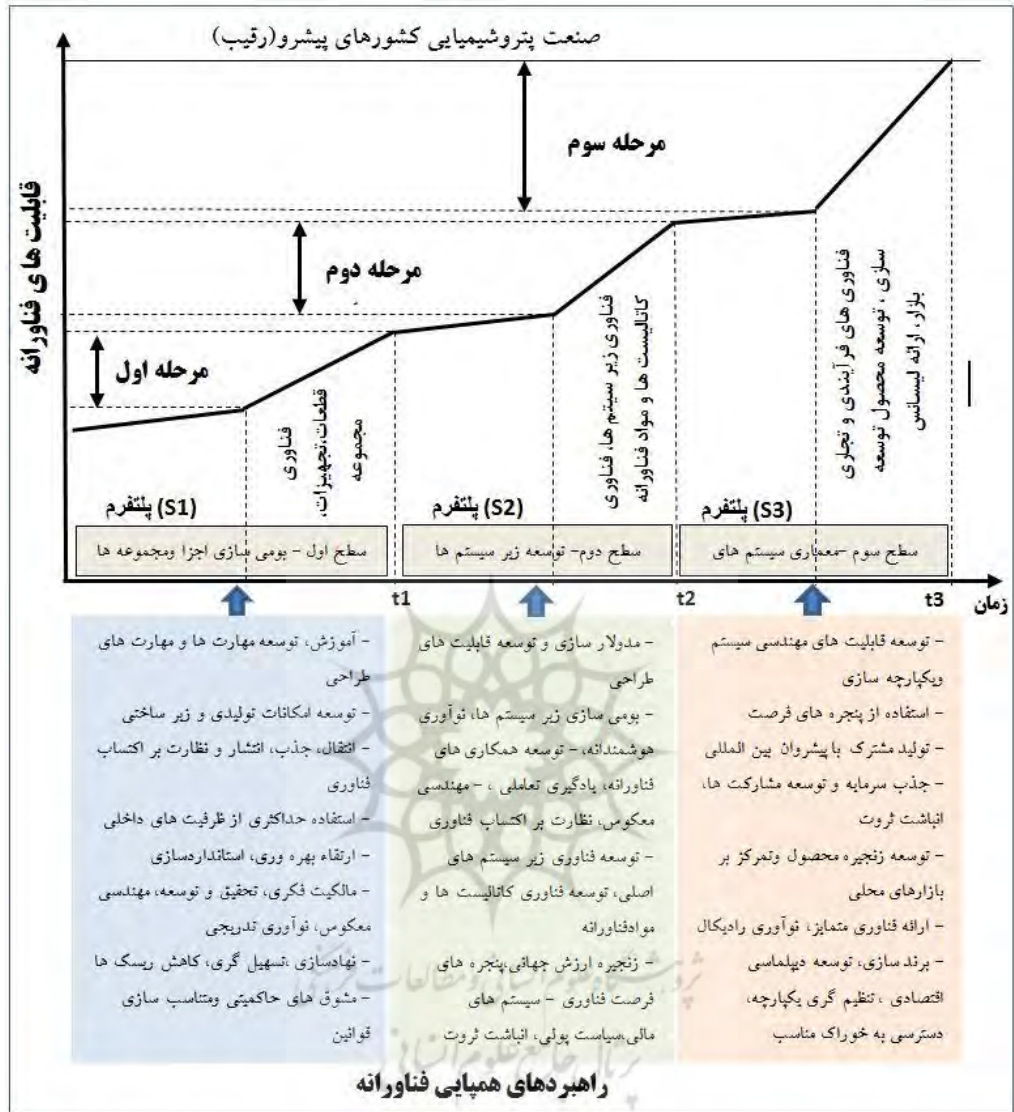 صنعت پتروشیمیایی کشورهای پیشرو(رقیب)
قابلیت های فناورانه
مرحله سوم
مرحله دوم
مرحله اول
فناوری
قطعات،تجهیزات،
مجموعه
فناوری زیر سیتم ها، فناوری
کاتالیست ها و مواد فناورانه
فناوری های فرآیندی و تجاری
سازی ، توسعه محصول توسعه
بازار، ارائه لیسانس
پلتفرم (S1)
پلتفرم (S2)
پلتفرم (S3)
سطح اول - بومی سازی اجزا ومجموعه ها
سطح دوم- توسعه زیر سیستم ها
سطح سوم -معماری سیستم های
t1
t2
t3
زمان
- آموزش، توسعه مهارت ها و مهارت های
طراحی
- توسعه امکانات تولیدی و زیر ساختی
- انتقال، جذب، انتشار و نظارت بر اکتساب
فناوری
- استفاده حداکثری از ظرفیت های داخلی
- ارتقاء بهره وری، استانداردسازی
- مالکیت فکری، تحقیق و توسعه، مهندسی
معکوس، نوآوری تدریجی
- نهادسازی ،تسهیل گری، کاهش ریسک ها
- مشوق های حاکمیتی ومتناسب سازی
قوانین
- مدولار سازی و توسعه قابلیت های
طراحی
- بومی سازی زیر سیستم ها، نوآوری
هوشمندانه، - توسعه همکاری های
فناورانه، یادگیری تعاملی ، - مهندسی
معکوس، نظارت بر اکتساب فناوری
- توسعه فناوری زیر سیستم های
اصلی، توسعه فناوری کاتالیست ها و
موادفناورانه
- زنجیره ارزش جهانی،پنجره های
فرصت فناوری - سیستم های
مالی،سیاست پولی، انباشت ثروت
- توسعه قابلیت های مهندسی سیستم
ویکپارچه سازی
- استفاده از پنجره های فرصت
- تولید مشترک با پیشروان بین المللی
- جذب سرمایه و توسعه مشارکت ها،
انباشت ثروت
- توسعه زنجیره محصول وتمرکز بر
بازارهای محلی
- ارائه فناوری متمایز، نوآوری رادیکال
- برند سازی، توسعه دیپلماسی
اقتصادی ، تنظیم گری یکپارچه،
دسترسی به خوراک مناسب
پژوهشگاه علوم انسانی و مطالعات فرهنگی
پرتال جامع علوم انسانی
راهبردهای همپایی فناورانه